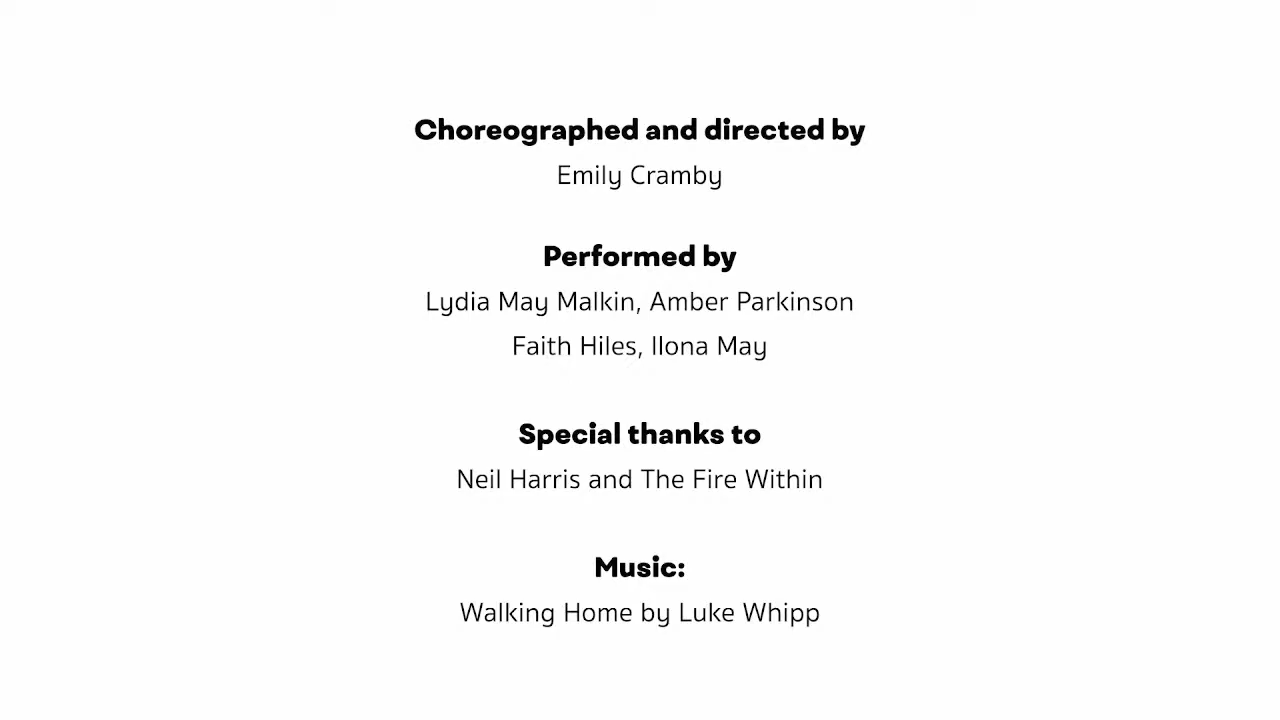 Choreographed and directed by
Emily Cramby
Performed by
Lydia May Malkin, Amber Parkinson
Faith Hiles, Ilona May
Special thanks to
Neil Harris and The Fire Within
Music:
Walking Home by Luke Whipp